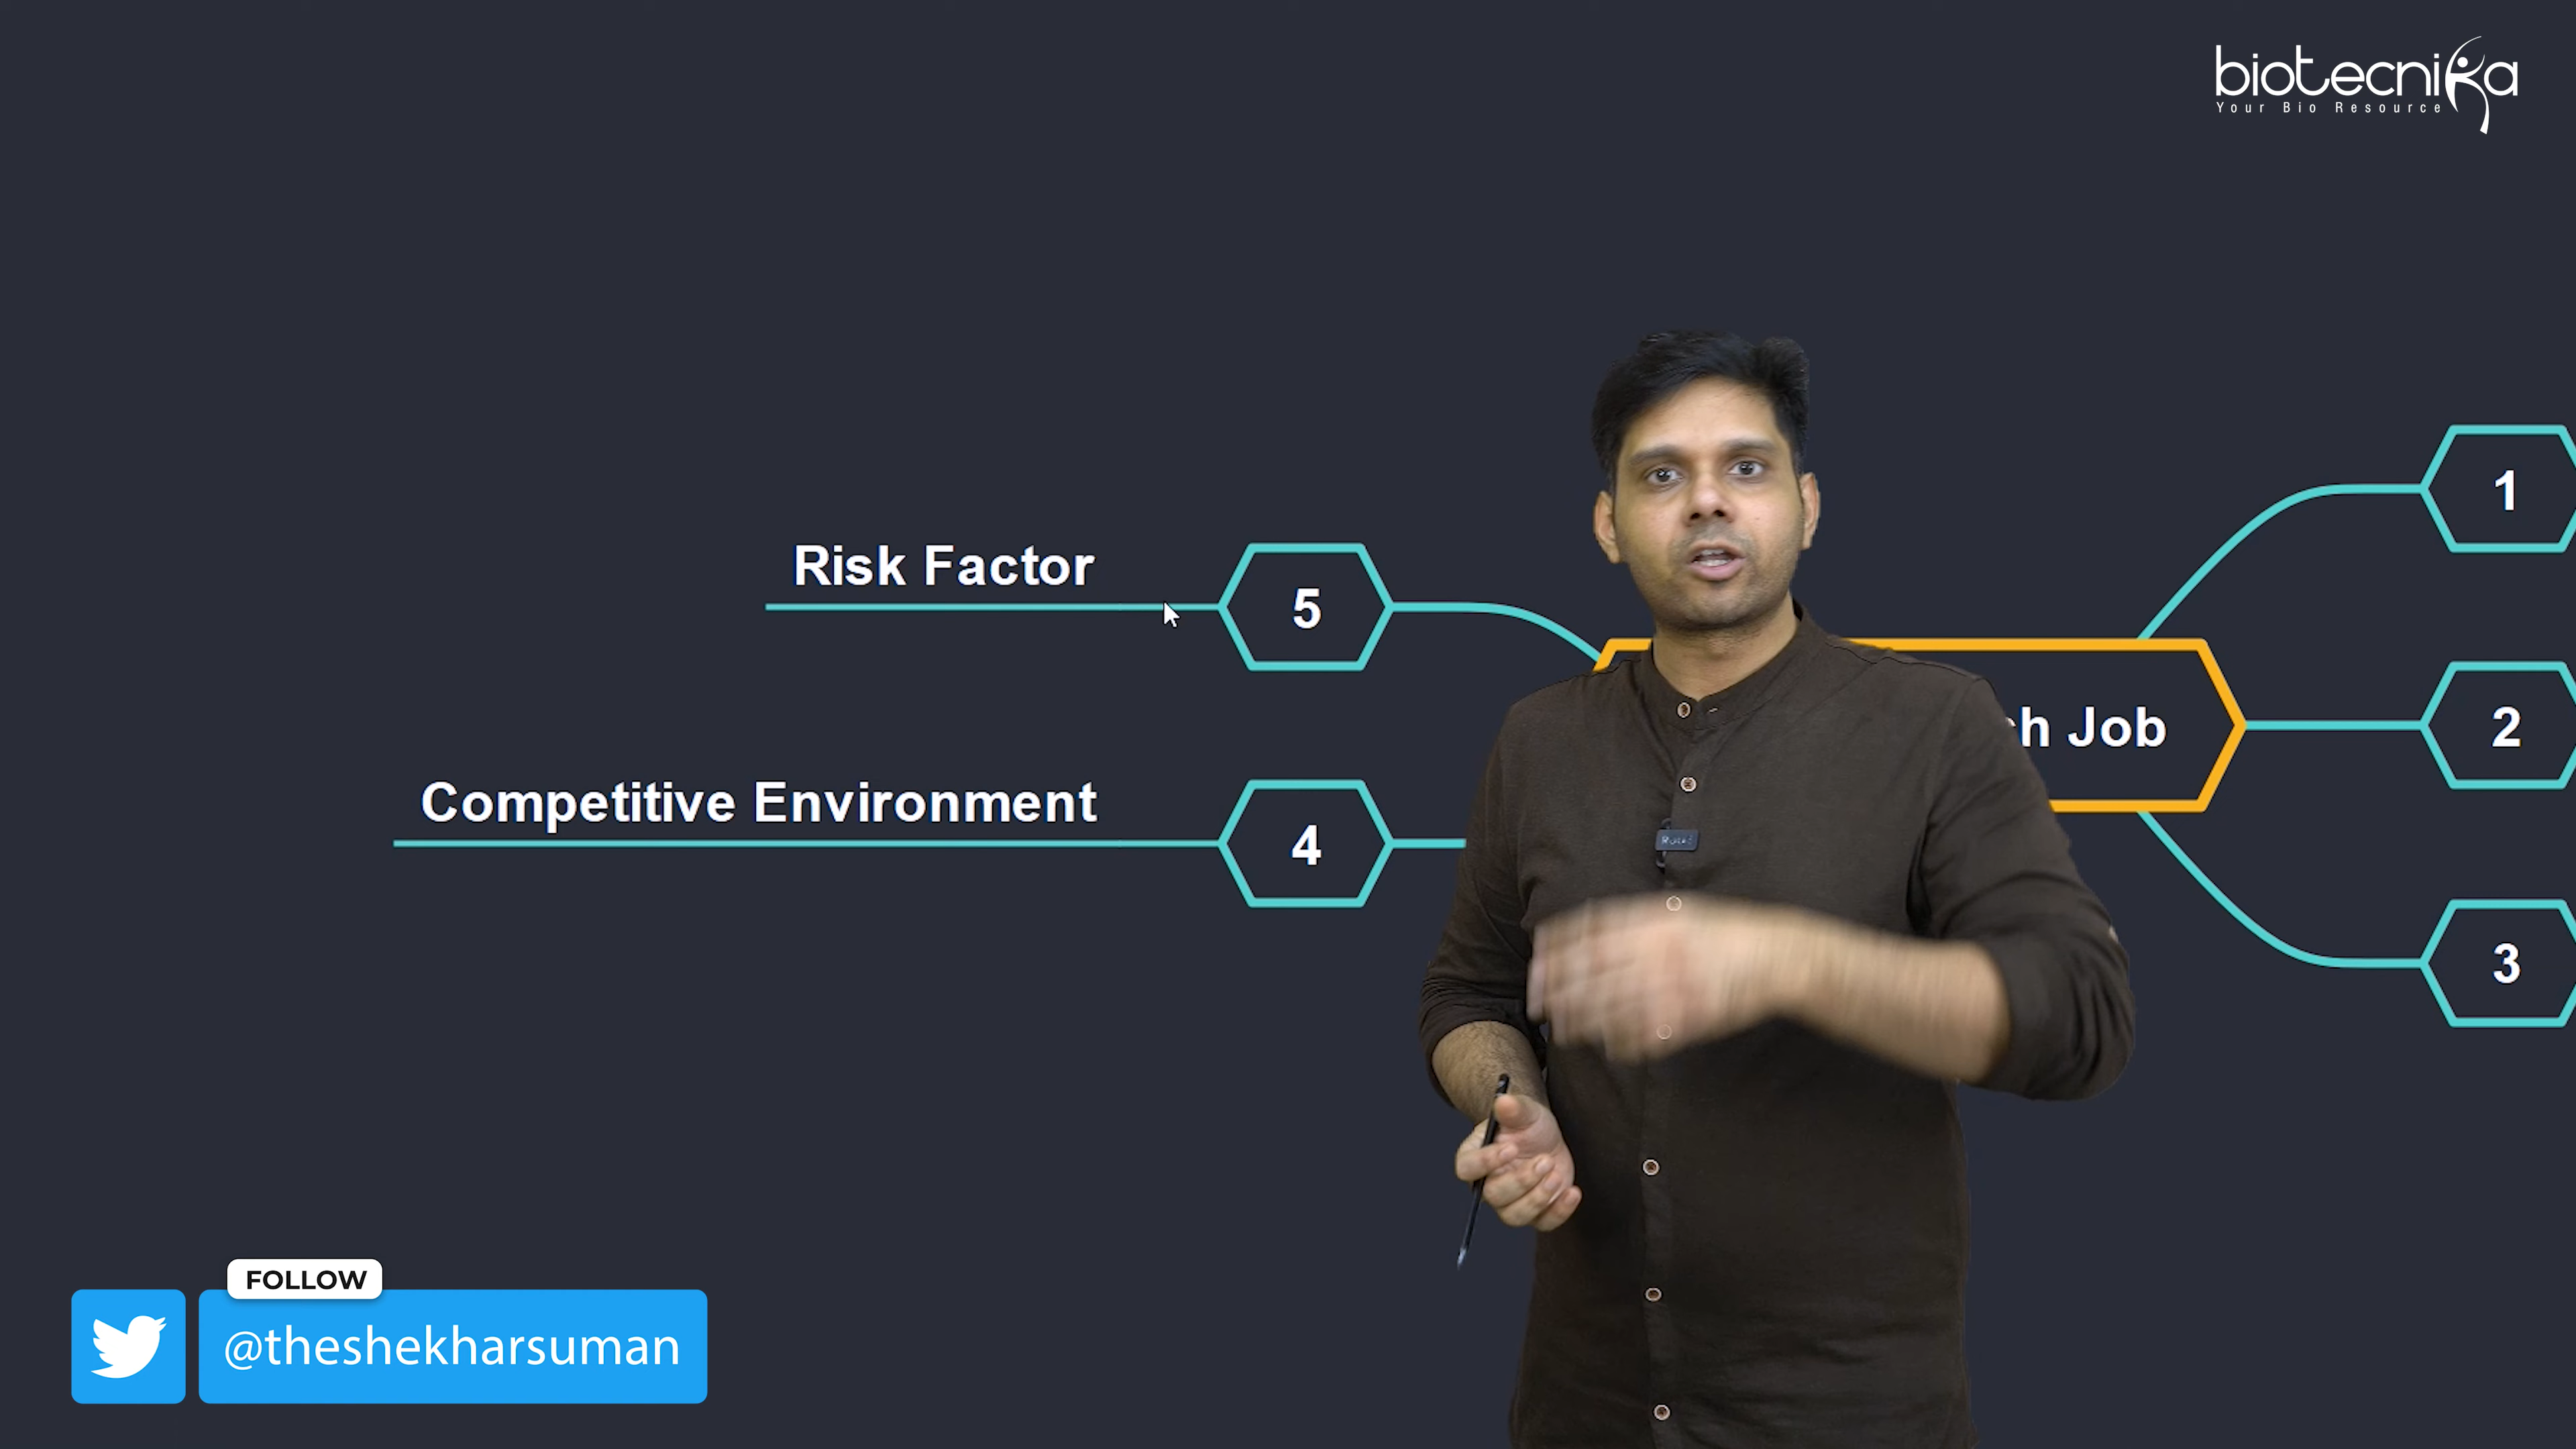 biotecnika
Your Bio Resource
1
Risk Factor
5
Job
2
Competitive Environment
4
3
FOLLOW
@theshekharsuman